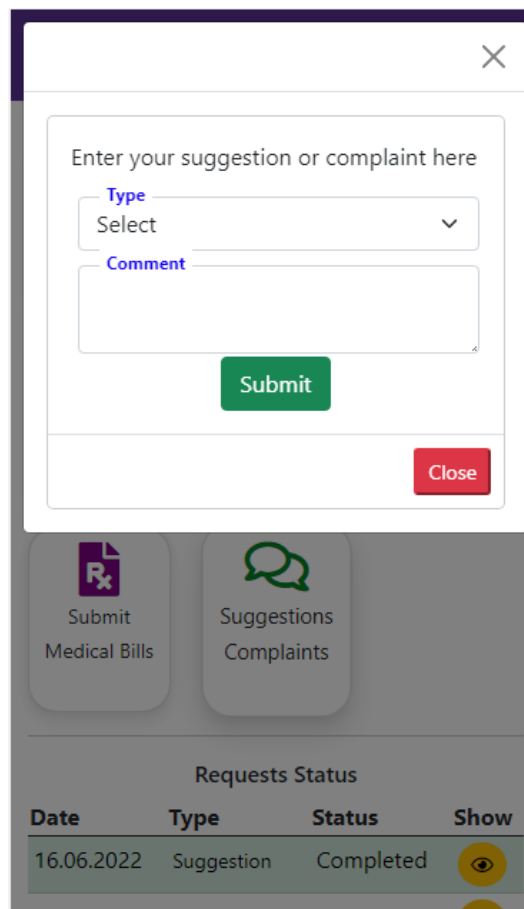 Enter your suggestion or complaint here
Type
Select
Comment
Submit
Close
Submit
Medical Bills
Suggestions
Complaints
Requests Status
Date Type Status Show
16.06.2022 Suggestion Completed